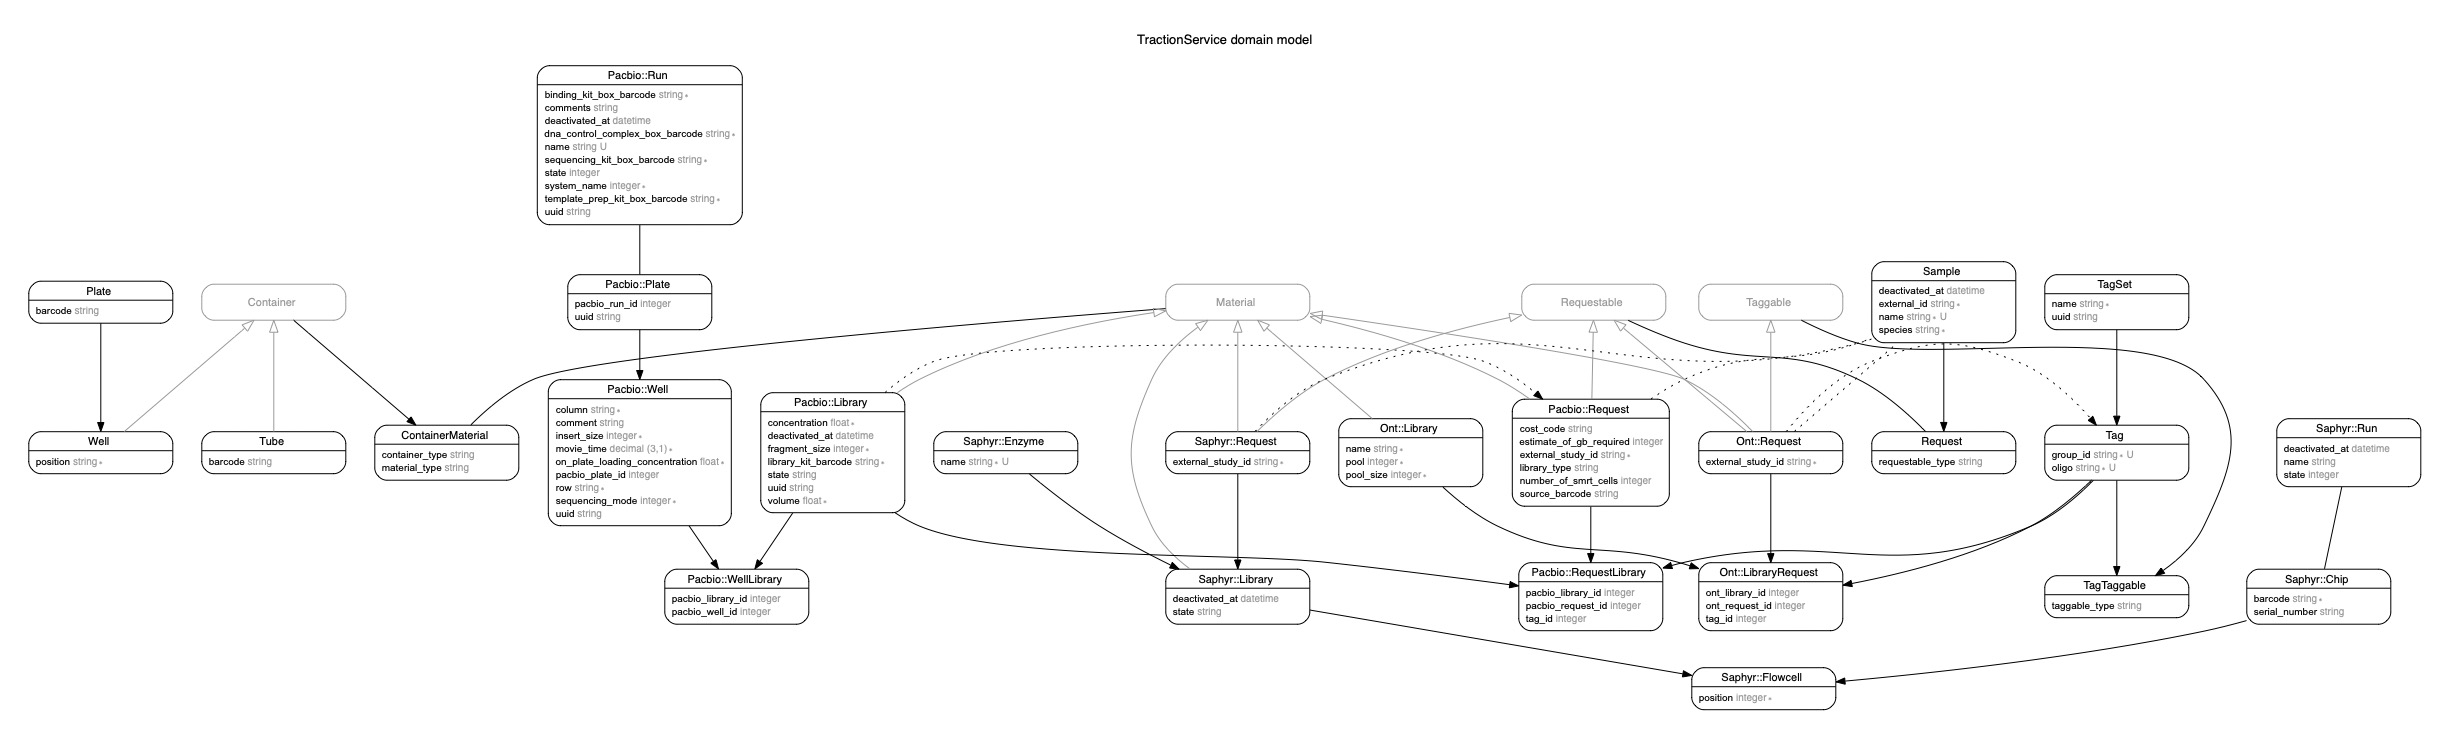 TractionService domain model
Pacbio::Run
binding_kit_box_barcode string *
comments string
deactivated_at datetime
dna_control_complex_box_barcode string *
name string U
sequencing_kit_box_barcode string *
state integer
system_name integer *
template_prep_kit_box_barcode string *
uuid string
Plate
barcode string
Container
Pacbio::Plate
pacbio_run_id integer
uuid string
Material
Requestable
Taggable
Sample
deactivated_at datetime
external_id string *
name string * U
species string *
TagSet
name string *
uuid string
Well
position string *
Tube
barcode string
ContainerMaterial
container_type string
material_type string
Pacbio::Well
column string *
comment string
insert_size integer *
movie_time decimal (3,1) *
on_plate_loading_concentration float *
pacbio_plate_id integer
row string *
sequencing_mode integer *
uuid string
Pacbio::Library
concentration float *
deactivated_at datetime
fragment_size integer *
library_kit_barcode string *
state string
uuid string
volume float *
Saphyr::Enzyme
name string * U
Saphyr::Request
external_study_id string *
Ont::Library
name string *
pool integer *
pool_size integer *
Pacbio::Request
cost_code string
estimate_of_gb_required integer
external_study_id string *
library_type string
number_of_smrt_cells integer
source_barcode string
Ont::Request
external_study_id string *
Request
requestable_type string
Tag
group_id string * U
oligo string * U
Saphyr::Run
deactivated_at datetime
name string
state integer
Pacbio::WellLibrary
pacbio_library_id integer
pacbio_well_id integer
Saphyr::Library
deactivated_at datetime
state string
Pacbio::RequestLibrary
pacbio_library_id integer
pacbio_request_id integer
tag_id integer
Ont::LibraryRequest
ont_library_id integer
ont_request_id integer
tag_id integer
TagTaggable
taggable_type string
Saphyr::Chip
barcode string *
serial_number string
Saphyr::Flowcell
position integer *